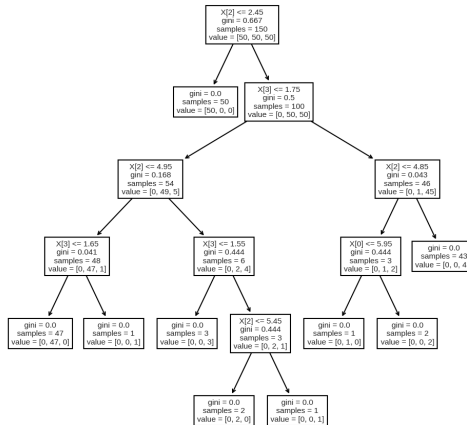 X[2] <= 2.45
gini = 0.667
samples = 150
value = [50, 50, 50]
gini = 0.0
samples = 50
value = [50, 0, 0]
X[3] <= 1.75
gini = 0.5
samples = 100
value = [0, 50, 50]
X[2] <= 4.95
gini = 0.168
samples = 54
value = [0, 49, 5]
X[2] <= 4.85
gini = 0.043
samples = 46
value = [0, 1, 45]
X[3] <= 1.65
gini = 0.041
samples = 48
value = [0, 47, 1]
X[3] <= 1.55
gini = 0.444
samples = 6
value = [0, 2, 4]
X[0] <= 5.95
gini = 0.444
samples = 3
value = [0, 1, 2]
gini = 0.0
samples = 43
value = [0, 0, 4
gini = 0.0
samples = 47
value = [0, 47, 0]
gini = 0.0
samples = 1
value = [0, 0, 1]
gini = 0.0
samples = 3
value = [0, 0, 3]
X[2] <= 5.45
gini = 0.444
samples = 3
value = [0, 2, 1]
gini = 0.0
samples = 1
value = [0, 1, 0]
gini = 0.0
samples = 2
value = [0, 0, 2]
gini = 0.0
samples = 2
value = [0, 2, 0]
gini = 0.0
samples = 1
value = [0, 0, 1]